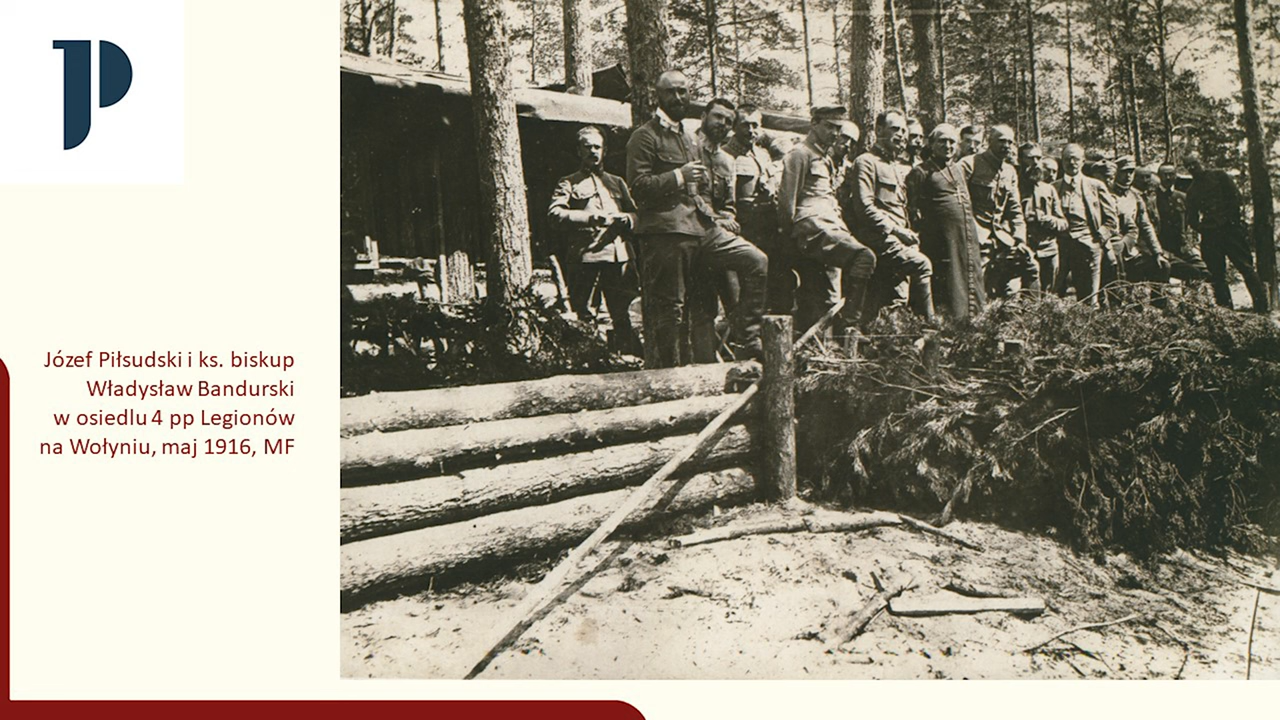 Józef Piłsudski i ks. biskup
Władysław Bandurski
w osiedlu 4 pp Legionów
na Wołyniu, maj 1916, MF